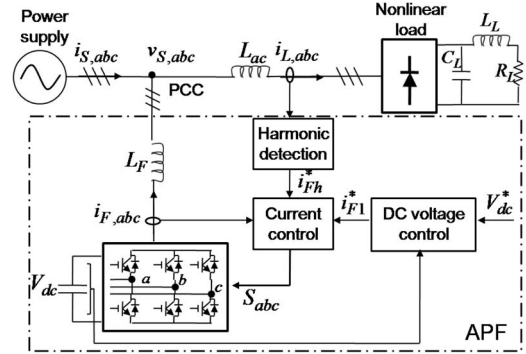 Power
supply
i_S,abc
v_S,abc
PCC
L_ac
i_L,abc
Nonlinear
load
C_L
L_L
R_L
L_F
Harmonic
detection
i*_Fh
i_F,abc
Current
control
i*_F1
DC voltage
control
V*_dc
V_dc
a
b
c
S_abc
APF